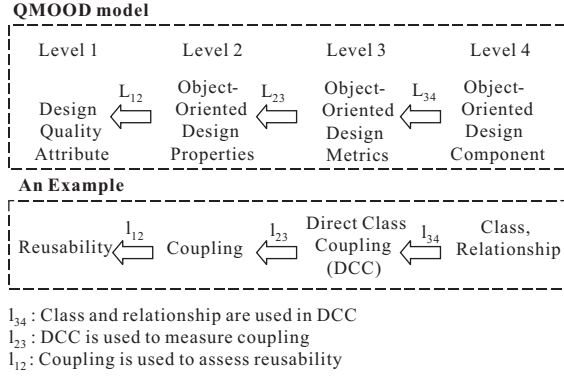 QMOOD model
Level 1
Level 2
Level 3
Level 4
Design
Quality
Attribute
L12
Object-
Oriented
Design
Properties
L23
Object-
Oriented
Design
Metrics
L34
Object-
Oriented
Design
Component
An Example
Reusability
l12
Coupling
l23
Direct Class
Coupling
(DCC)
l34
Class,
Relationship
l34 : Class and relationship are used in DCC
l23 : DCC is used to measure coupling
l12 : Coupling is used to assess reusability